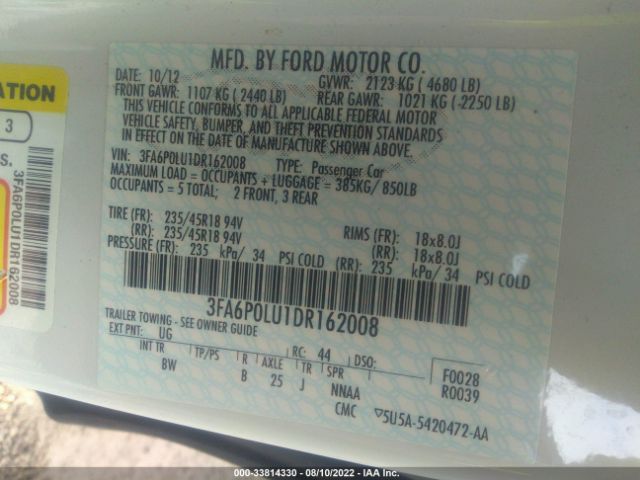 MFD. BY FORD MOTOR CO.
DATE: 10/12 GVWR: 2123 KG ( 4680 LB)
FRONT GAWR: 1107 KG ( 2440 LB) REAR GAWR: 1021 KG ( 2250 LB)
THIS VEHICLE CONFORMS TO ALL APPLICABLE FEDERAL MOTOR
VEHICLE SAFETY, BUMPER, AND THEFT PREVENTION STANDARDS
IN EFFECT ON THE DATE OF MANUFACTURE SHOWN ABOVE.
VIN: 3FA6P0LU1DR162008 TYPE: Passenger Car
MAXIMUM LOAD = OCCUPANTS + LUGGAGE = 385KG/ 850LB
OCCUPANTS = 5 TOTAL; 2 FRONT, 3 REAR
TIRE (FR): 235/45R18 94V RIMS (FR): 18x8.0J
(RR): 235/45R18 94V (RR): 18x8.0J
PRESSURE (FR): 235 kPa/ 34 PSI COLD (RR): 235 kPa/ 34 PSI COLD
3FA6P0LU1DR162008
TRAILER TOWING - SEE OWNER GUIDE
EXT PNT: UG RC: 44 DSO:
INT TR TP/PS R AXLE TR SPR F0028
BW B 25 J NNAA R0039
CMC 5U5A-5420472-AA
ATION
3
S.
3FA6P0LU1DR162008
000-33814330 - 08/10/2022 - IAA Inc.